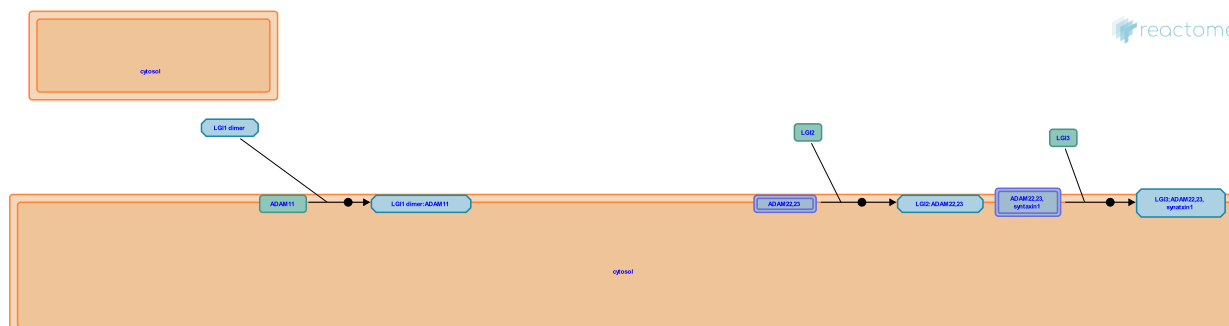 reactome
cytosol
LGI1 dimer
LGI2
LGI3
ADAM11
LGI1 dimer:ADAM11
ADAM22,23
LGI2:ADAM22,23
ADAM22,23,
syntaxin1
LGI3:ADAM22,23,
synatxin1
cytosol